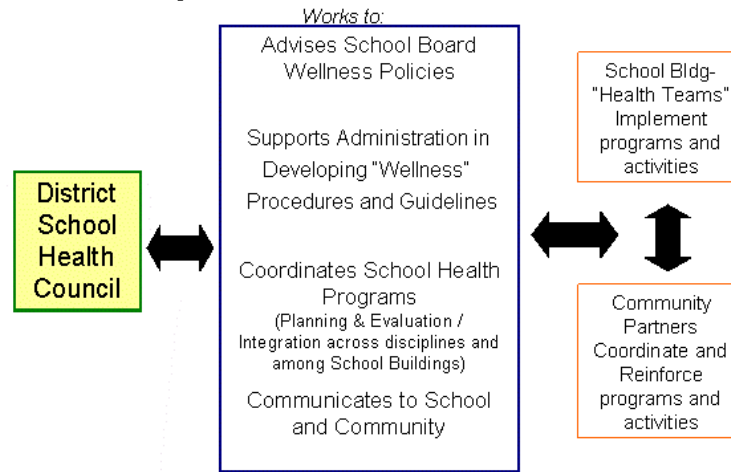 Works to:
Advises School Board
Wellness Policies
Supports Administration in
Developing "Wellness"
Procedures and Guidelines
Coordinates School Health
Programs
(Planning & Evaluation /
Integration across disciplines and
among School Buildings)
Communicates to School
and Community
District
School
Health
Council
School Bldg-
"Health Teams"
Implement
programs and
activities
Community
Partners
Coordinate and
Reinforce
programs and
activities